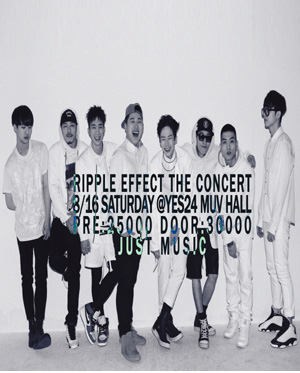 RIPPLE EFFECT THE CONCERT
8/16 SATURDAY @YES24 MUV HALL
PRE-25000 DOOR-30000
JUST MUSIC